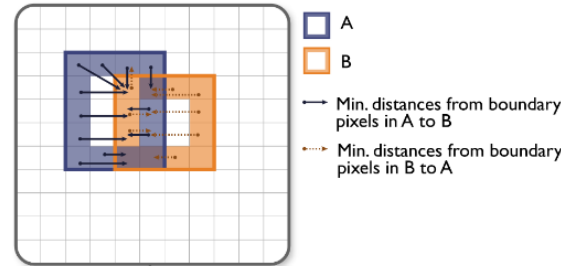 A
B
Min. distances from boundary
pixels in A to B
Min. distances from boundary
pixels in B to A